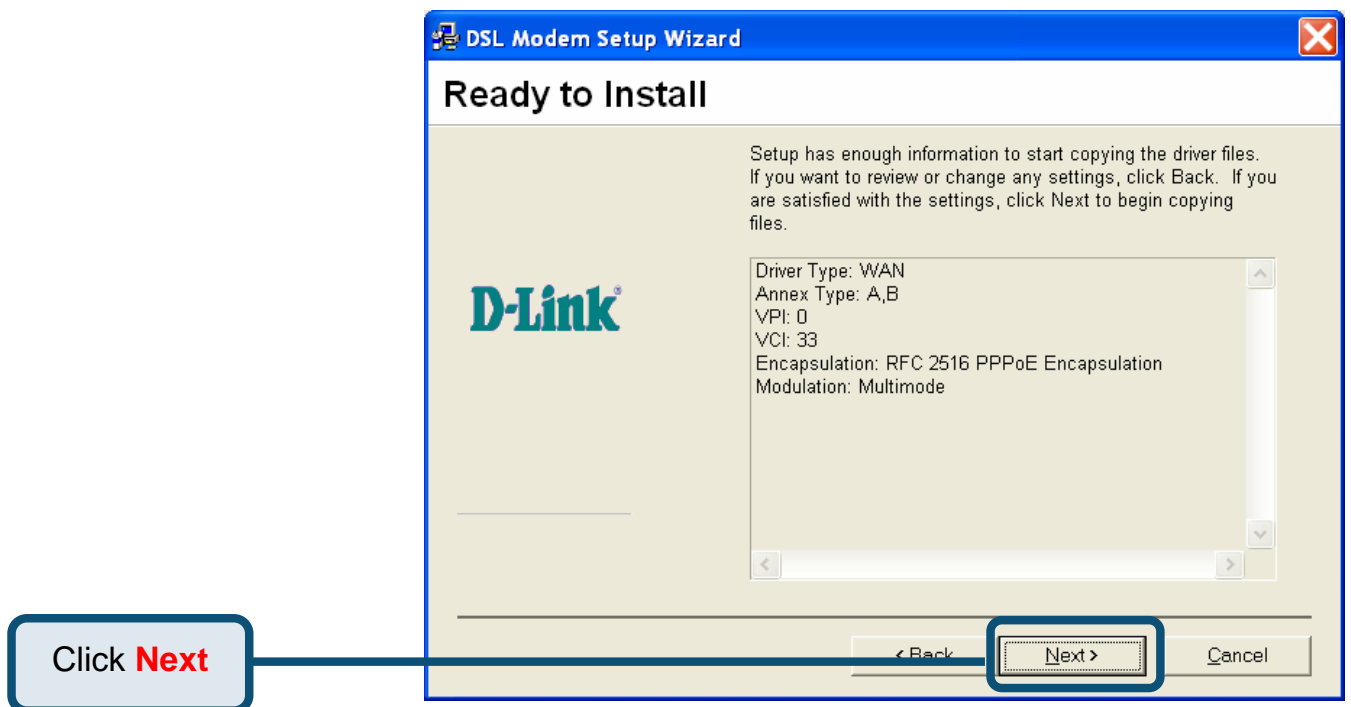 DSL Modem Setup Wizard
Ready to Install
Setup has enough information to start copying the driver files.
If you want to review or change any settings, click Back. If you
are satisfied with the settings, click Next to begin copying
files.
D-Link®
Driver Type: WAN
Annex Type: A,B
VPI: 0
VCI: 33
Encapsulation: RFC 2516 PPPoE Encapsulation
Modulation: Multimode
Click Next
< Back
Next >
Cancel